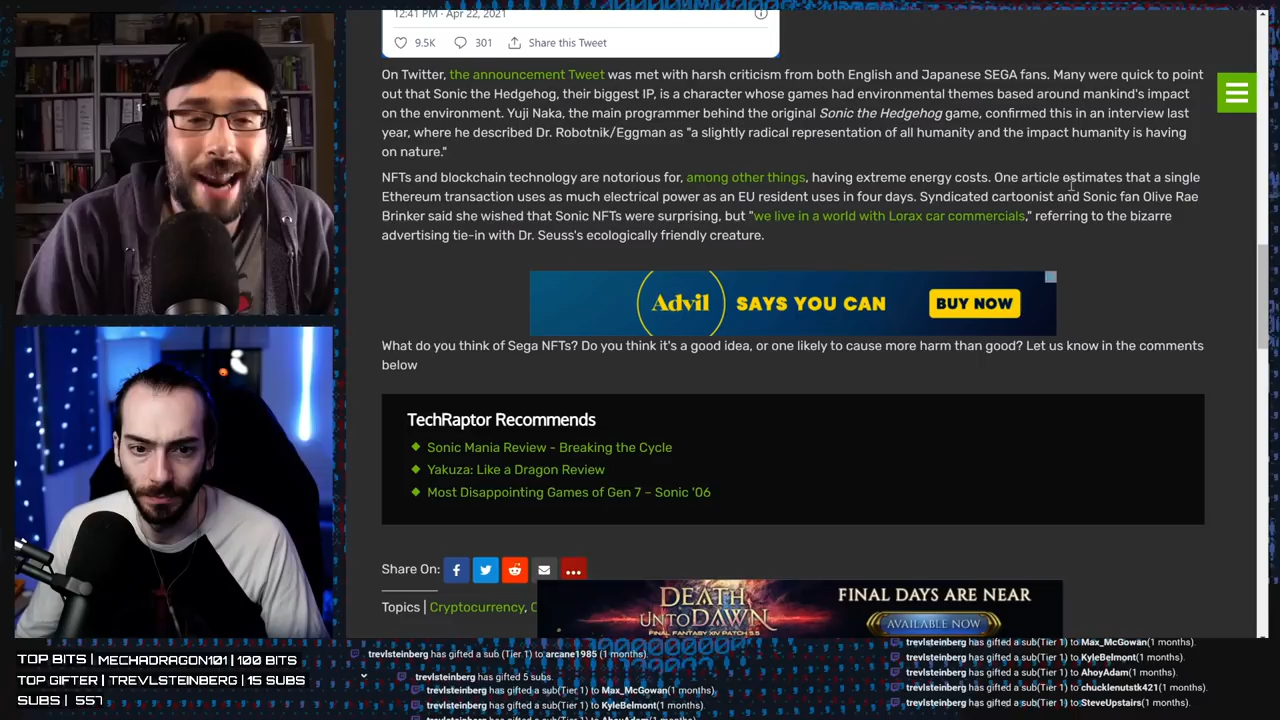 12:41 PM · Apr 22, 2021
9.5K 301 Share this Tweet
On Twitter, the announcement Tweet was met with harsh criticism from both English and Japanese SEGA fans. Many were quick to point
out that Sonic the Hedgehog, their biggest IP, is a character whose games had environmental themes based around mankind's impact
on the environment. Yuji Naka, the main programmer behind the original Sonic the Hedgehog game, confirmed this in an interview last
year, where he described Dr. Robotnik/Eggman as "a slightly radical representation of all humanity and the impact humanity is having
on nature."
NFTs and blockchain technology are notorious for, among other things, having extreme energy costs. One article estimates that a single
Ethereum transaction uses as much electrical power as an EU resident uses in four days. Syndicated cartoonist and Sonic fan Olive Rae
Brinker said she wished that Sonic NFTs were surprising, but "we live in a world with Lorax car commercials," referring to the bizarre
advertising tie-in with Dr. Seuss's ecologically friendly creature.
Advil SAYS YOU CAN BUY NOW
What do you think of Sega NFTs? Do you think it's a good idea, or one likely to cause more harm than good? Let us know in the comments
below
TechRaptor Recommends
Sonic Mania Review - Breaking the Cycle
Yakuza: Like a Dragon Review
Most Disappointing Games of Gen 7 – Sonic '06
Share On:
Topics | Cryptocurrency,
DEATH
UNTO DAWN
FINAL FANTASY XIV PATCH 5.5
FINAL DAYS ARE NEAR
AVAILABLE NOW
TOP BITS | MECHADRAGON101 | 100 BITS
TOP GIFTER | TREVLSTEINBERG | 15 SUBS
SUBS | 557
trevlsteinberg has gifted a sub (Tier 1) to arcane1985 (1 months).
trevlsteinberg has gifted 5 subs.
trevlsteinberg has gifted a sub(Tier 1) to Max_McGowan(1 months).
trevlsteinberg has gifted a sub(Tier 1) to KyleBelmont(1 months).
trevlsteinberg has gifted a sub(Tier 1) to AhoyAdam(1 months).
trevlsteinberg has gifted a sub(Tier 1) to Max_McGowan(1 months).
trevlsteinberg has gifted a sub(Tier 1) to KyleBelmont(1 months).
trevlsteinberg has gifted a sub(Tier 1) to AhoyAdam(1 months).
trevlsteinberg has gifted a sub(Tier 1) to chucklenutstk421(1 months).
trevlsteinberg has gifted a sub(Tier 1) to SteveUpstairs(1 months).